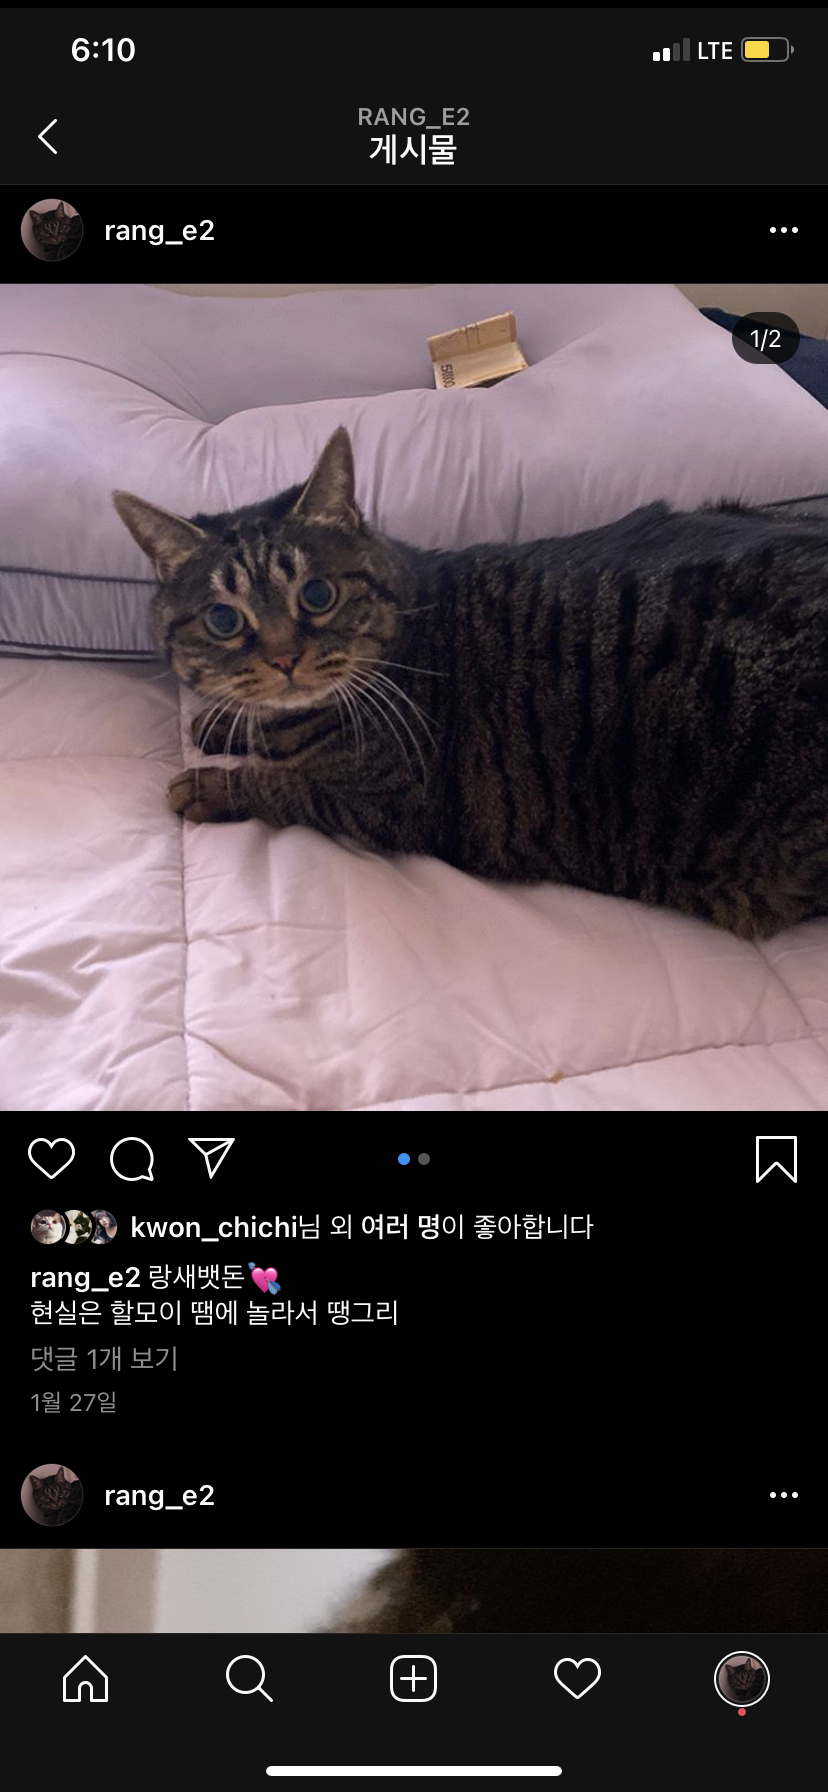 6:10
LTE
RANG_E2
게시물
rang_e2
1/2
kwon_chichi님 외 여러 명이 좋아합니다
rang_e2 랑새뱃돈💘
현실은 할모이 땜에 놀라서 땡그리
댓글 1개 보기
1월 27일
rang_e2